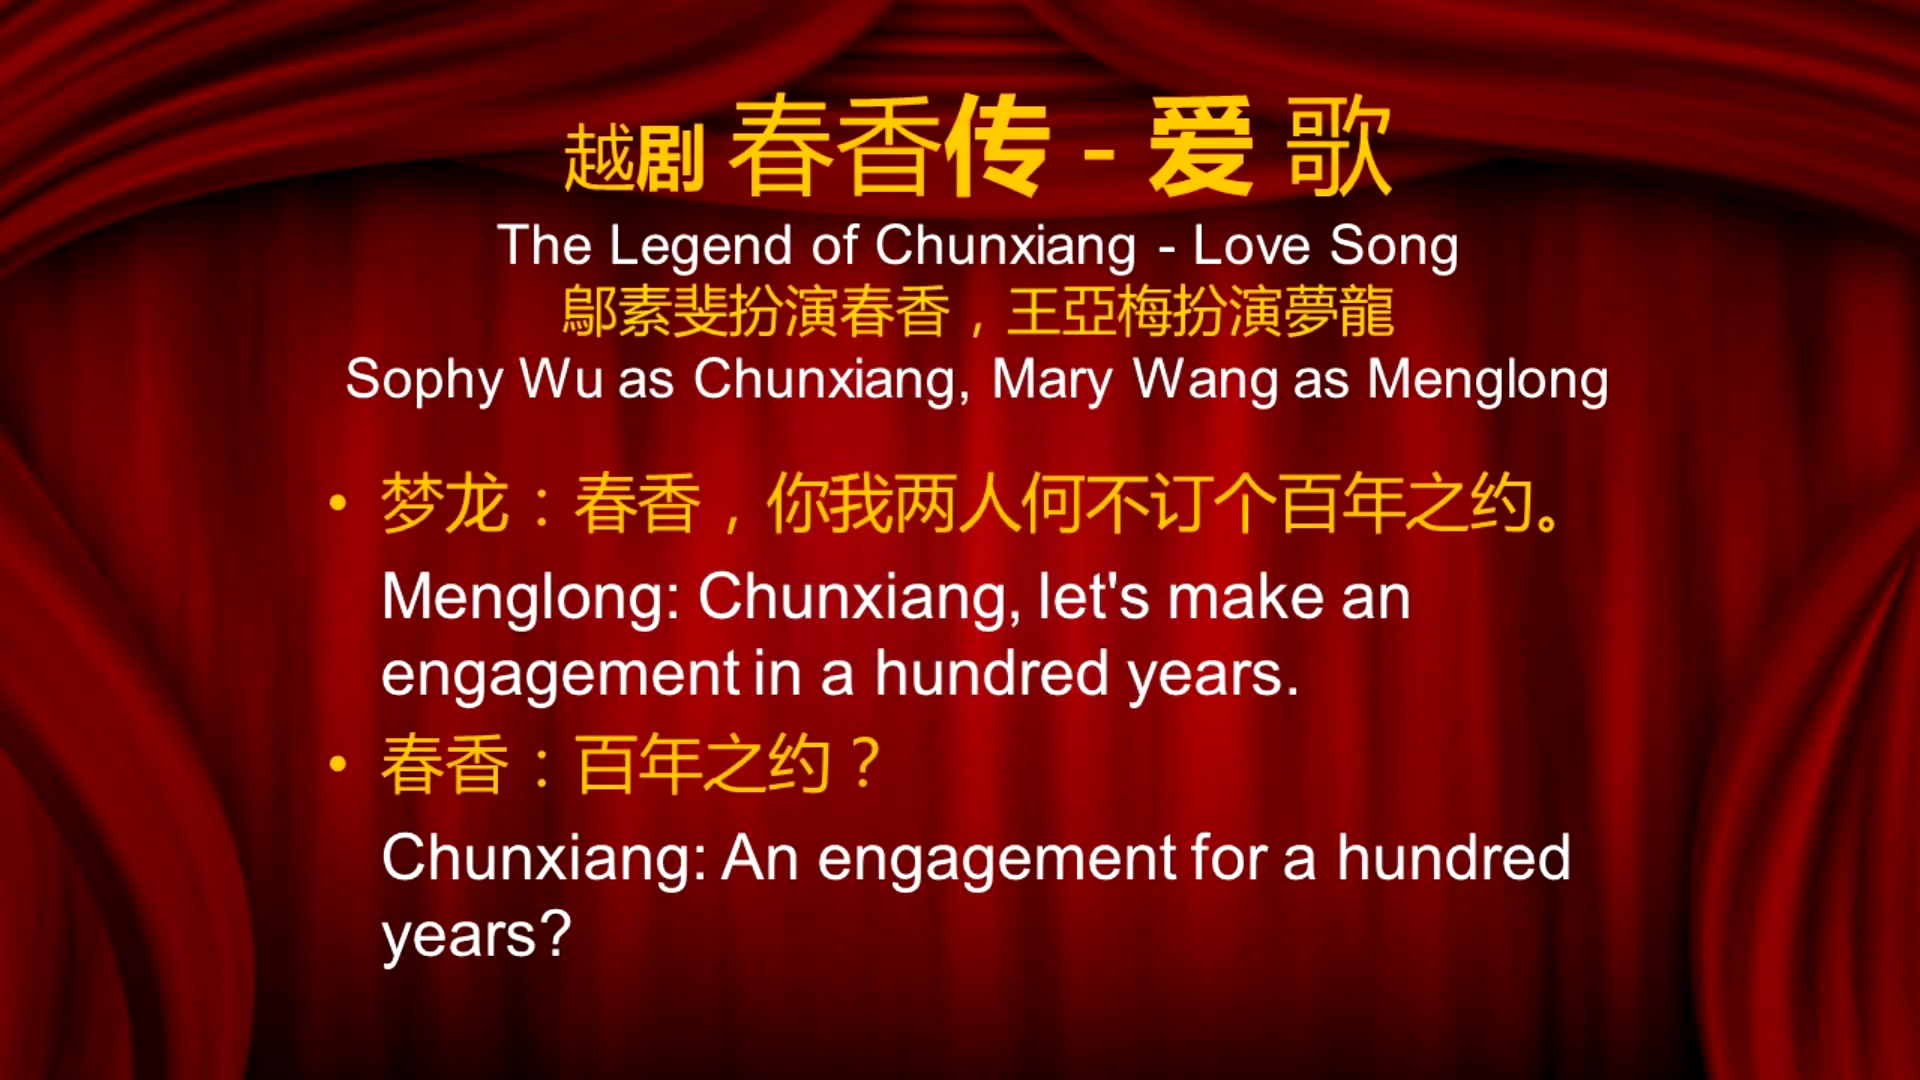 越剧 春香传 - 爱 歌
The Legend of Chunxiang - Love Song
鄔素斐扮演春香，王亞梅扮演夢龍
Sophy Wu as Chunxiang, Mary Wang as Menglong
• 梦龙：春香，你我两人何不订个百年之约。
Menglong: Chunxiang, let's make an
engagement in a hundred years.
• 春香：百年之约？
Chunxiang: An engagement for a hundred
years?